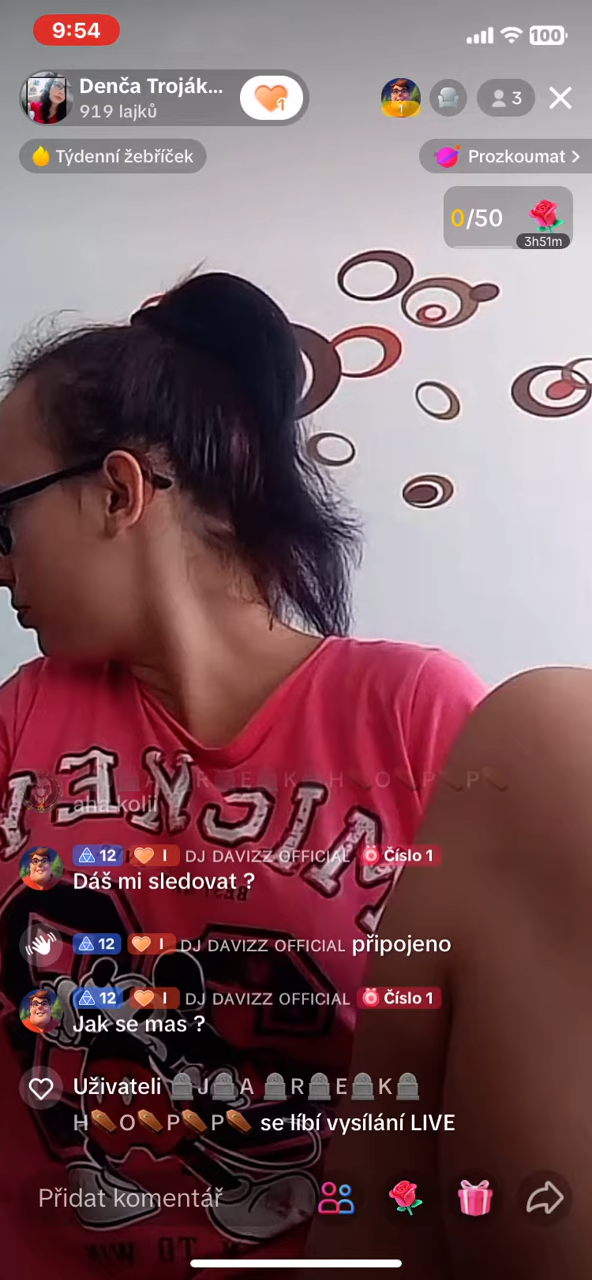 9:54
100
Denča Troják...
919 lajků
1
1
3
Týdenní žebříček
Prozkoumat >
0/50
3h51m
MICKEY
H O P P
aha kolji
12 I DJ DAVIZZ OFFICIAL Číslo 1
Dáš mi sledovat ?
12 I DJ DAVIZZ OFFICIAL připojeno
12 I DJ DAVIZZ OFFICIAL Číslo 1
Jak se mas ?
Uživateli 🪦J🪦A 🪦R🪦E🪦K🪦
H⚰️O⚰️P⚰️P⚰️ se líbí vysílání LIVE
Přidat komentář